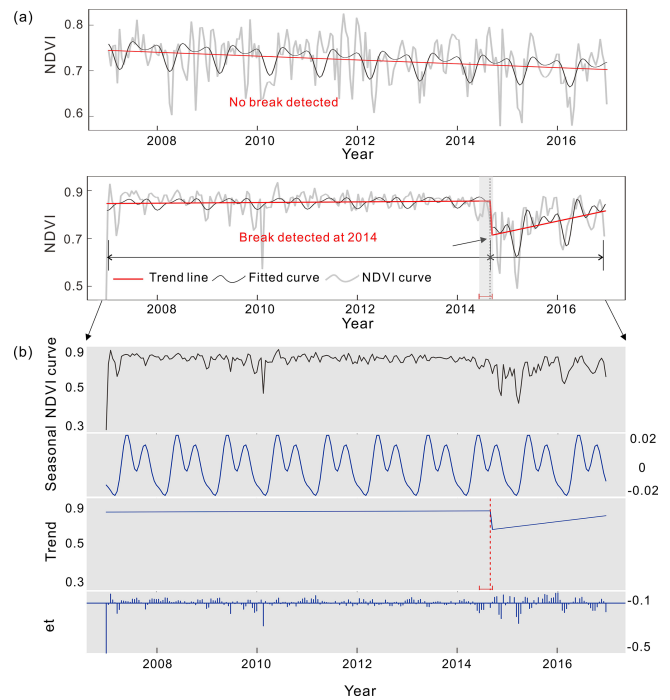 (a)
NDVI
0.8
0.7
0.6
No break detected
2008 2010 2012 2014 2016
Year
NDVI
0.9
0.7
0.5
Break detected at 2014
Trend line Fitted curve NDVI curve
2008 2010 2012 2014 2016
Year
(b)
NDVI curve
0.9
0.5
0.3
Seasonal
0.02
0
-0.02
Trend
0.9
0.5
0.3
et
-0.1
-0.5
2008 2010 2012 2014 2016
Year